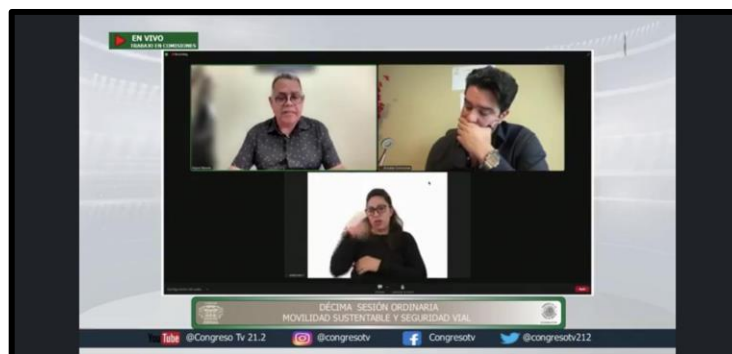 EN VIVO
TRABAJO EN COMISIONES
DÉCIMA SESIÓN ORDINARIA
MOVILIDAD SUSTENTABLE Y SEGURIDAD VIAL
Tube @Congreso Tv 21.2 @congresotv Congresotv @congresotv212